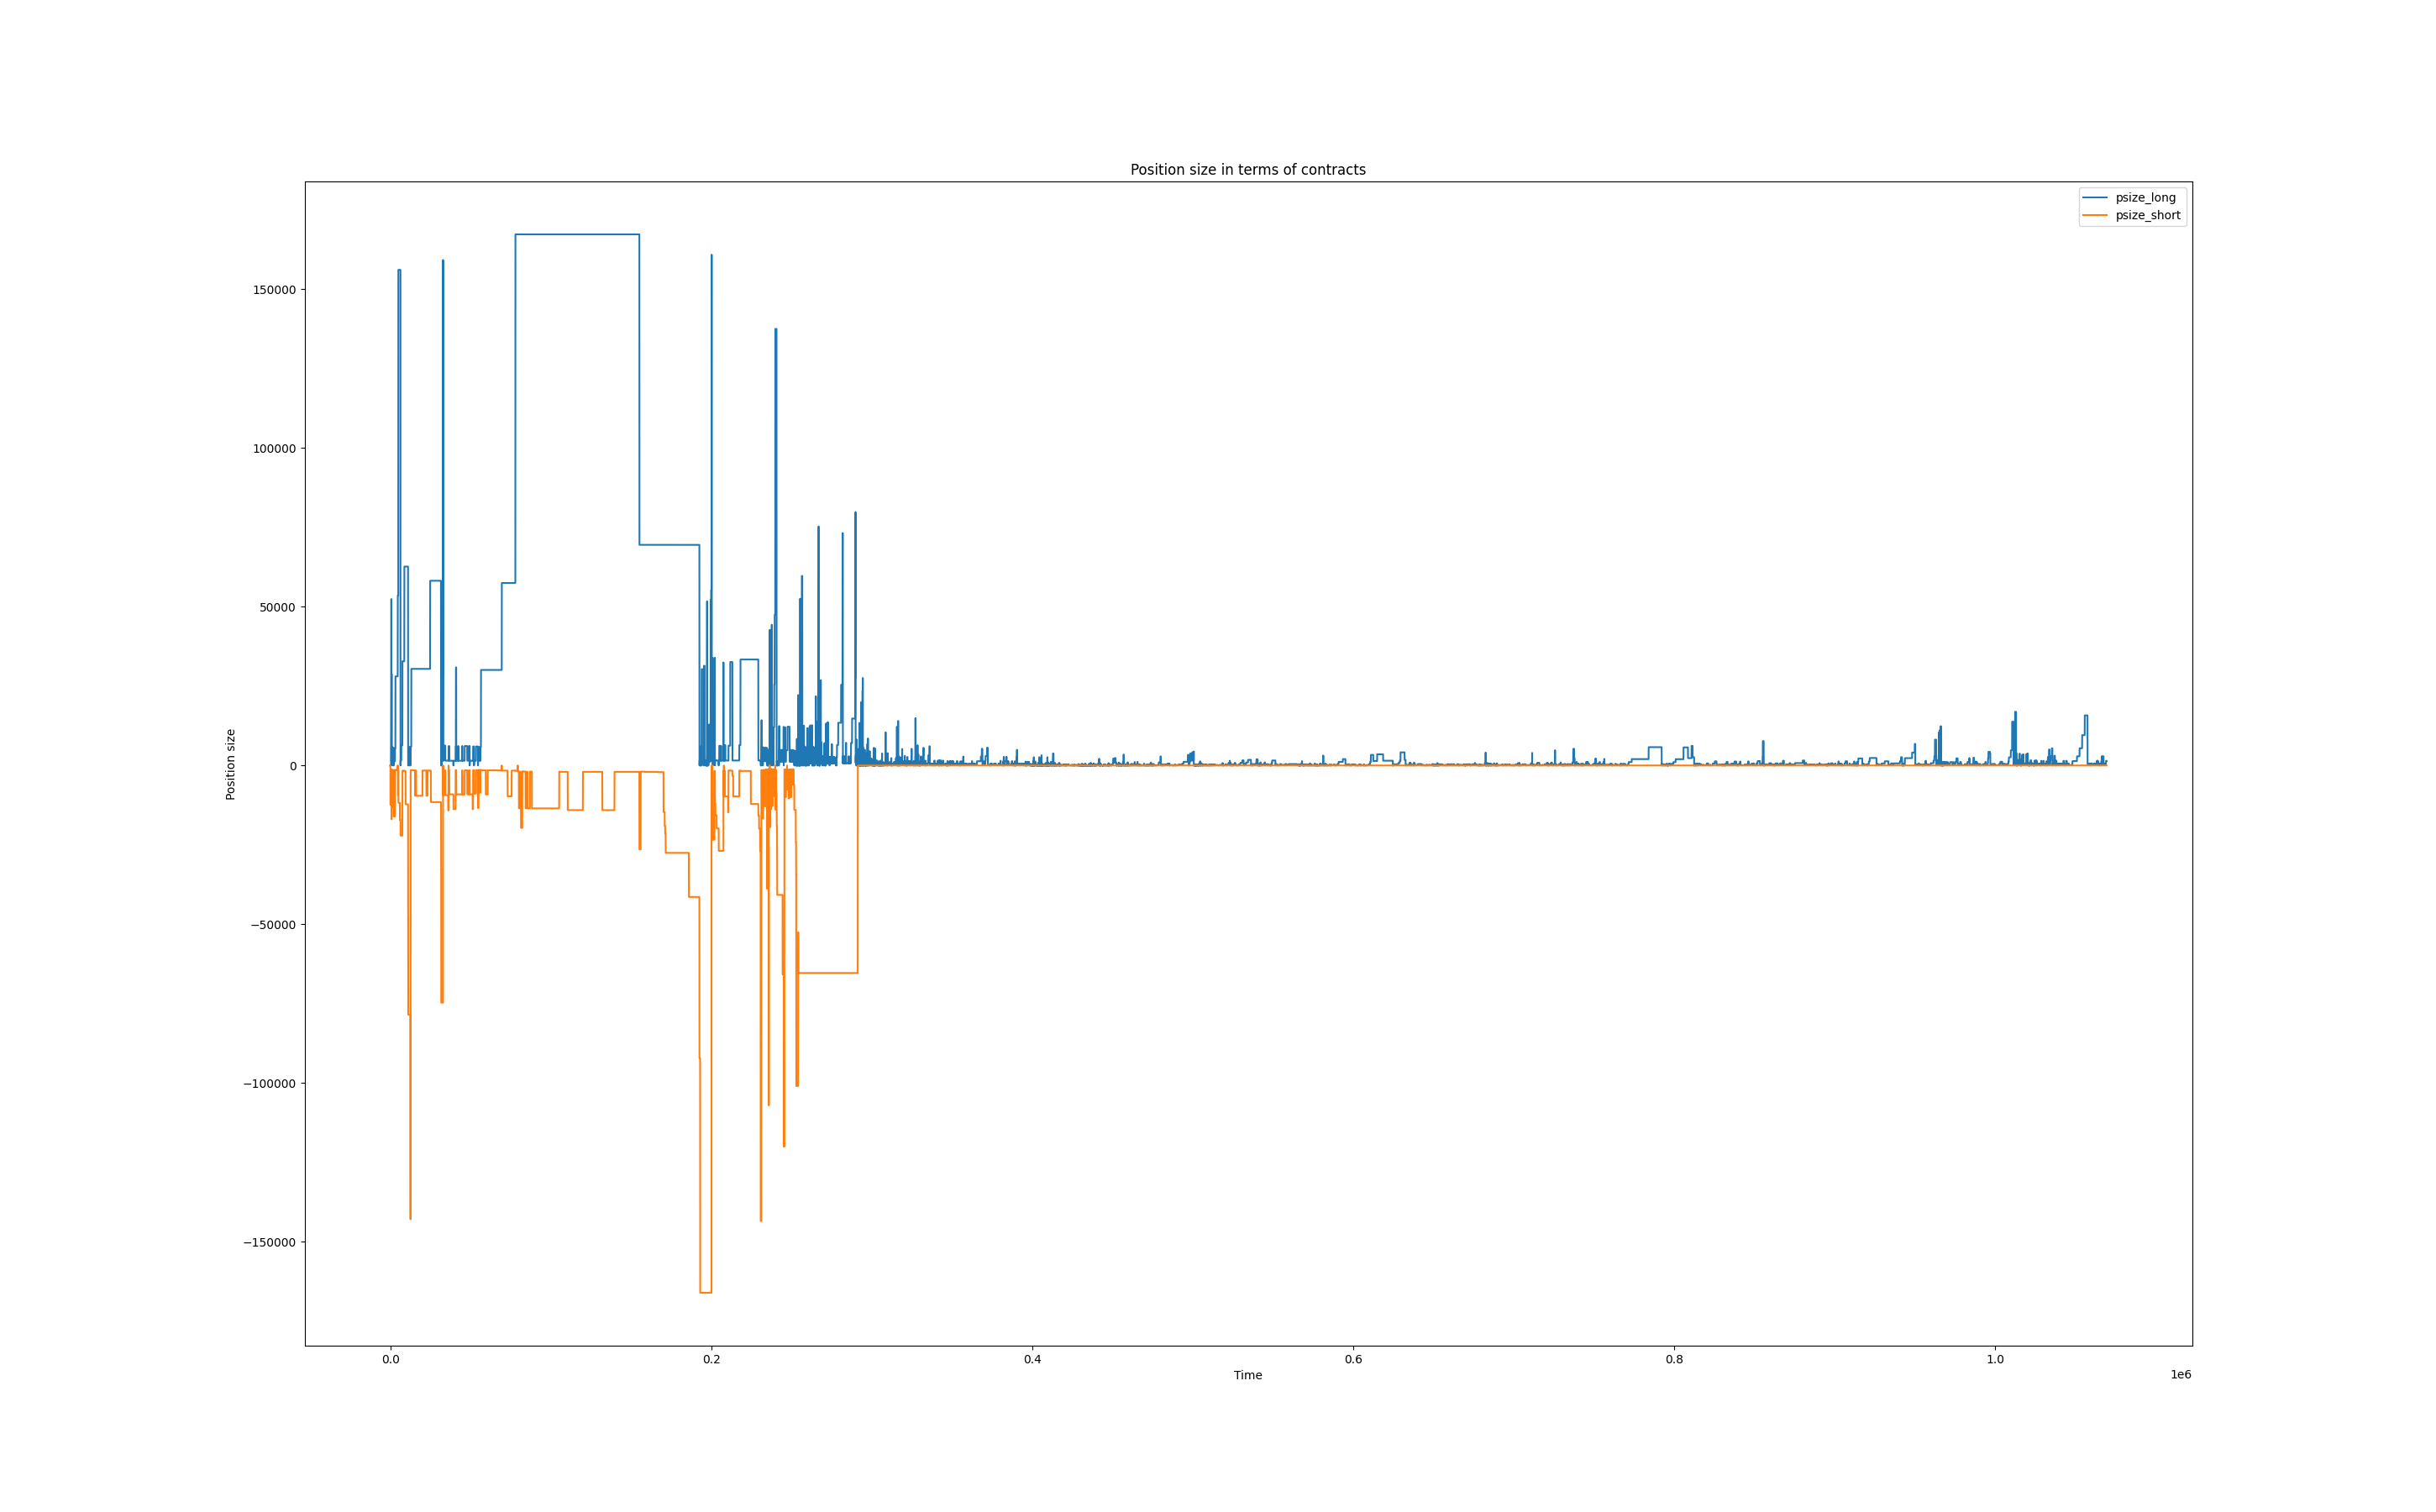 Position size in terms of contracts
psize_long
psize_short
150000
100000
50000
0
−50000
−100000
−150000
Position size
0.0
0.2
0.4
0.6
0.8
1.0
Time
1e6